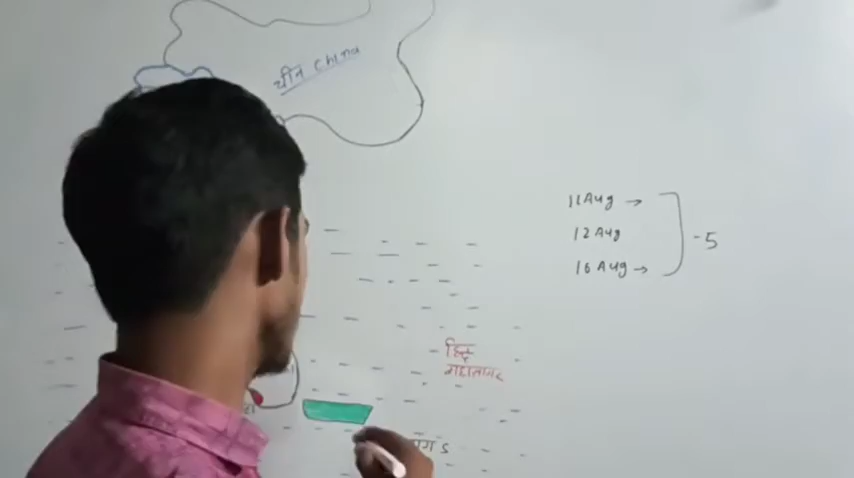 चीन China
11 Aug →
12 Aug
16 Aug →
-5
हिन्द
महासागर